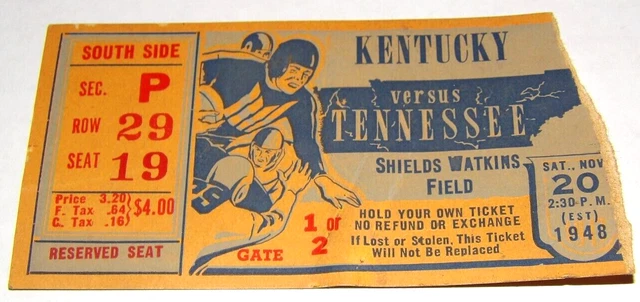 SOUTH SIDE
SEC. P
ROW 29
SEAT 19
Price 3.20
F. Tax .64
C. Tax .16
} $4.00
RESERVED SEAT
KENTUCKY
versus
TENNESSEE
SHIELDS WATKINS
FIELD
SAT., NOV
20
2:30 P.M.
(EST)
1948
GATE 1 OF 2
HOLD YOUR OWN TICKET
NO REFUND OR EXCHANGE
If Lost or Stolen, This Ticket
Will Not be Replaced